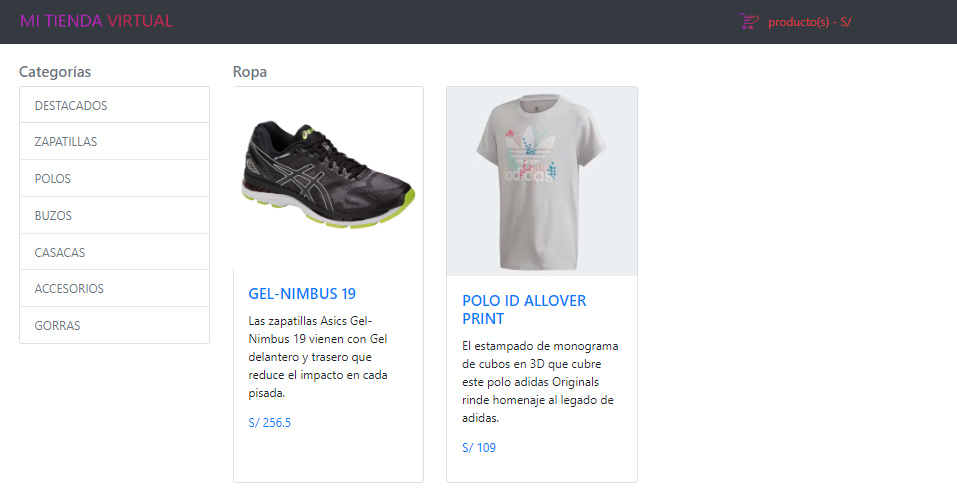 MI TIENDA VIRTUAL
producto(s) - S/
Categorías
DESTACADOS
ZAPATILLAS
POLOS
BUZOS
CASACAS
ACCESORIOS
GORRAS
Ropa
GEL-NIMBUS 19
Las zapatillas Asics Gel-
Nimbus 19 vienen con Gel
delantero y trasero que
reduce el impacto en cada
pisada.
S/ 256.5
adidas
POLO ID ALLOVER
PRINT
El estampado de monograma
de cubos en 3D que cubre
este polo adidas Originals
rinde homenaje al legado de
adidas.
S/ 109